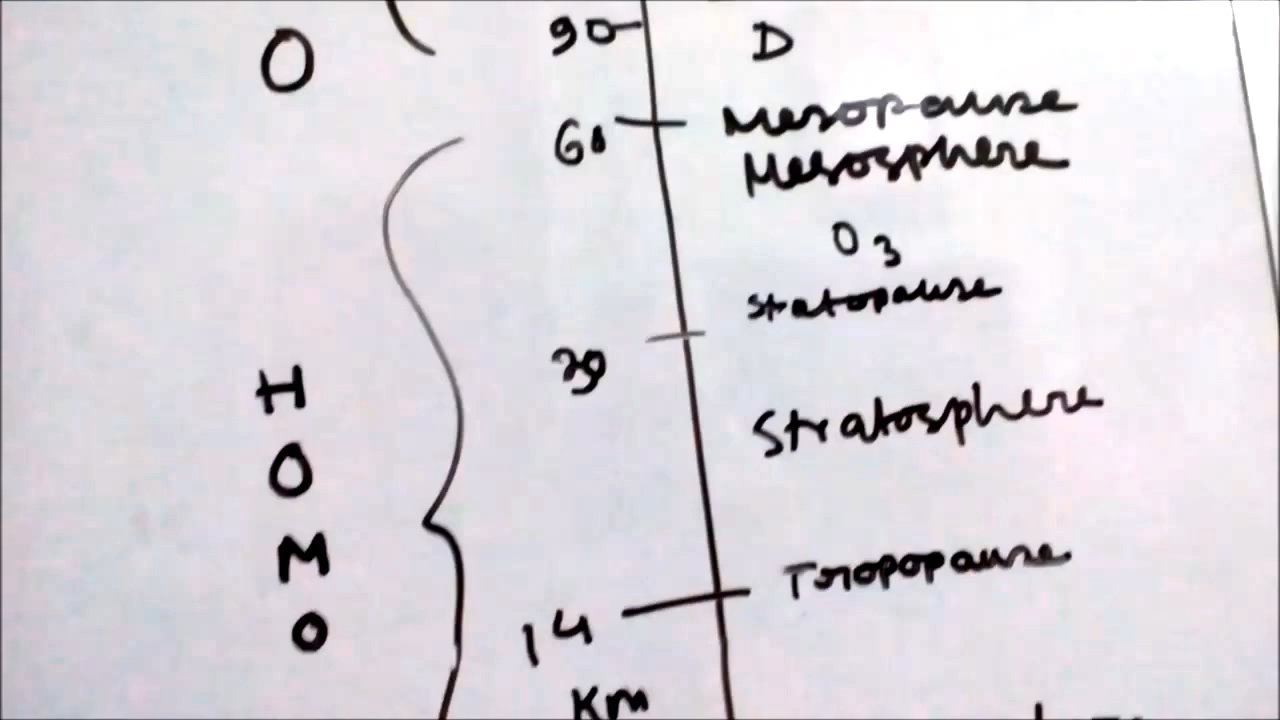 O
90 D
60 Mesopause
Mesosphere
O3
Stratopause
39
H
Stratosphere
O
M
Tropopause
O
14
Km